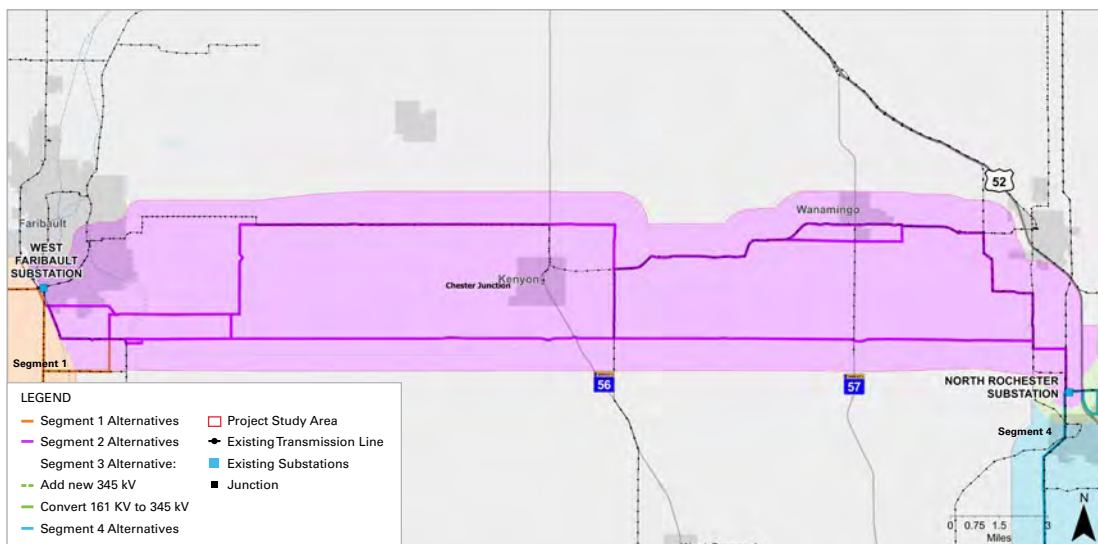 52
Wanamingo
Faribault
WEST
FARIBAULT
SUBSTATION
Kenyon
Chester Junction
Segment 1
56
57
NORTH ROCHESTER
SUBSTATION
Segment 4
LEGEND
Segment 1 Alternatives
Segment 2 Alternatives
Segment 3 Alternative:
Add new 345 kV
Convert 161 KV to 345 kV
Segment 4 Alternatives
Project Study Area
Existing Transmission Line
Existing Substations
Junction
N
0 0.75 1.5 3
Miles